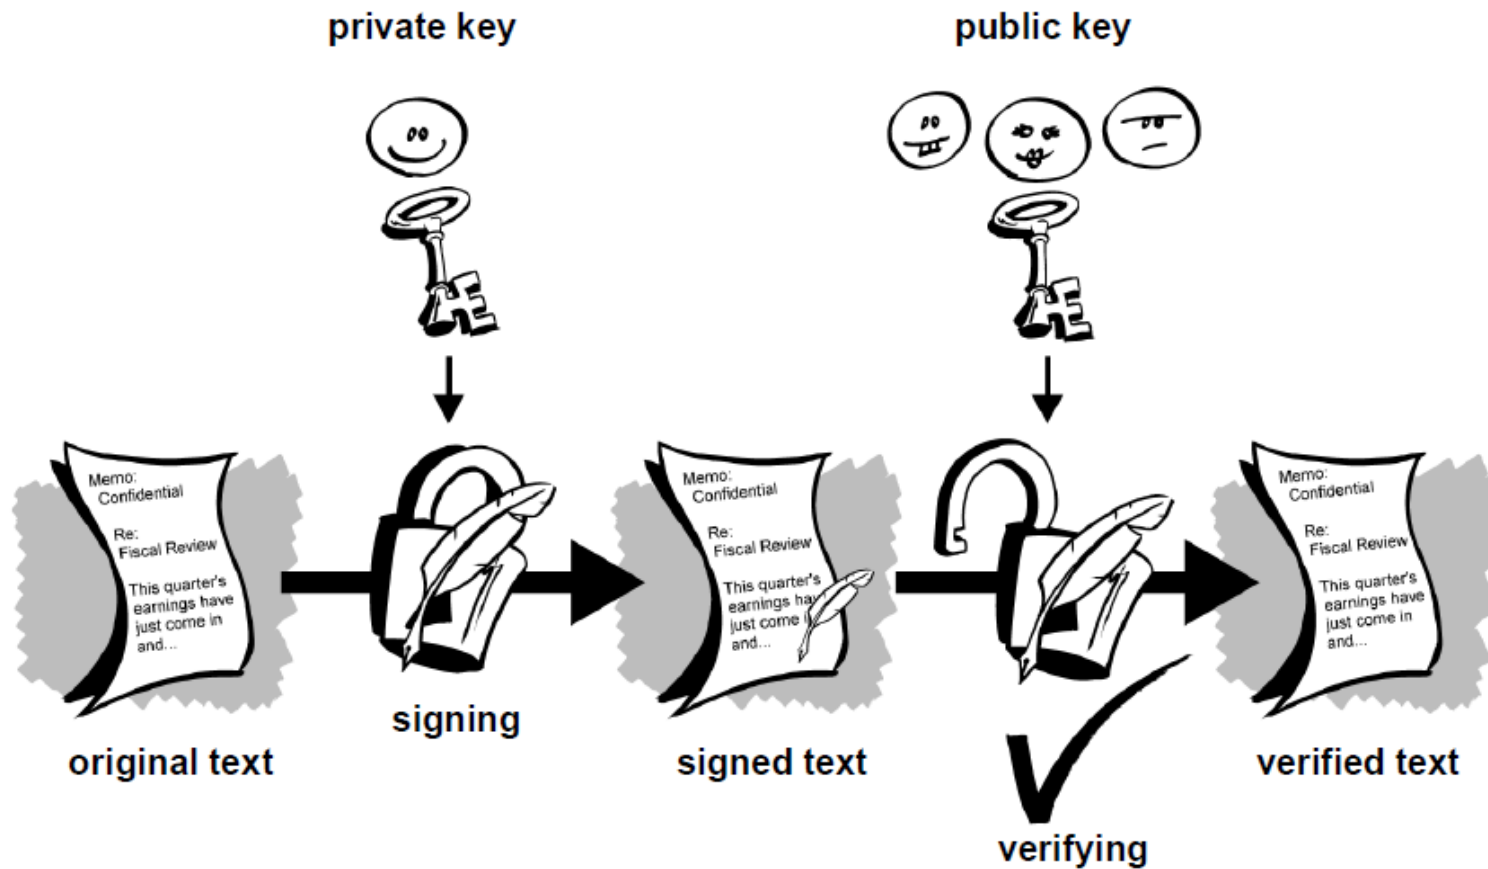 private key
public key
Memo:
Confidential
Re:
Fiscal Review
This quarter's
earnings have
just come in
and...
Memo:
Confidential
Re:
Fiscal Review
This quarter's
earnings
just come
and...
Memo:
Confidential
Re:
Fiscal Review
This quarter's
earnings have
just come in
and...
signing
original text
signed text
verified text
verifying